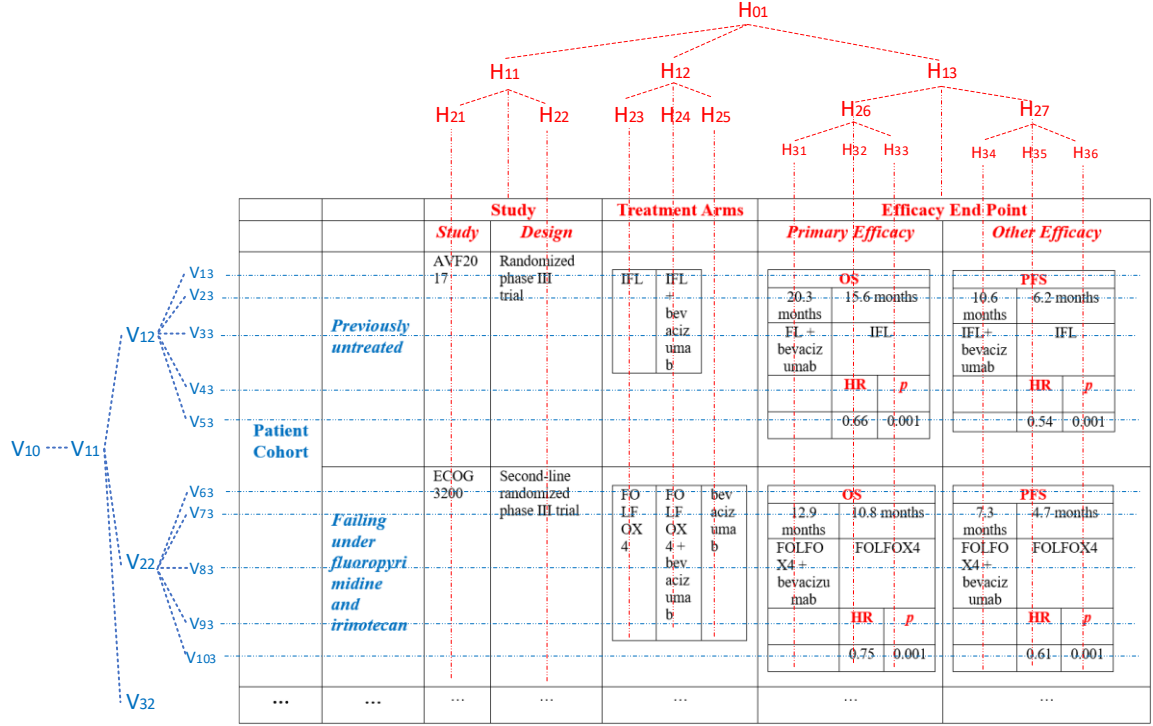 H01
H11 H12 H13
H21 H22 H23 H24 H25 H26 H27
H31 H32 H33 H34 H35 H36
Study Treatment Arms Efficacy End Point
Study Design Primary Efficacy Other Efficacy
V10 V11
V12
V22
V32
V13
V23
V33
V43
V53
V63
V73
V83
V93
V103
Patient
Cohort
Previously
untreated
AVF20
17
Randomized
phase III
trial
IFL
IFL
+
bev
aciz
uma
b
OS
20.3
months
15.6 months
FL +
bevaciz
umab
IFL
HR p
0.66 0.001
PFS
10.6
months
6.2 months
IFL+
bevaciz
umab
IFL
HR p
0.54 0.001
Failing
under
fluoropyri
midine
and
irinotecan
ECOG
3200
Second-line
randomized
phase III trial
FO
LF
OX
4
FO
LF
OX
4 +
bev
aciz
uma
b
bev
aciz
uma
b
OS
12.9
months
10.8 months
FOLFO
X4 +
bevacizu
mab
FOLFOX4
HR p
0.75 0.001
PFS
7.3
months
4.7 months
FOLFO
X4 +
bevaciz
umab
FOLFOX4
HR p
0.61 0.001
... ... ... ... ... ... ...